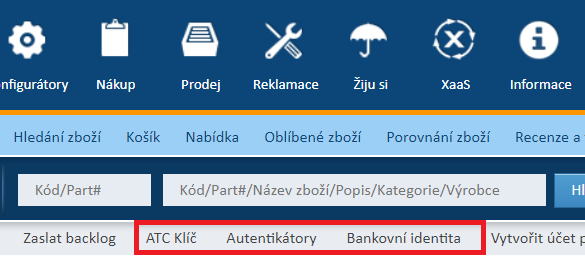 nfigurátory Nákup Prodej Reklamace Žiju si XaaS Informace
Hledání zboží Košík Nabídka Oblíbené zboží Porovnání zboží Recenze a
Kód/Part# Kód/Part#/Název zboží/Popis/Kategorie/Výrobce Hl
Zaslat backlog ATC Klíč Autentikátory Bankovní identita Vytvořit účet p